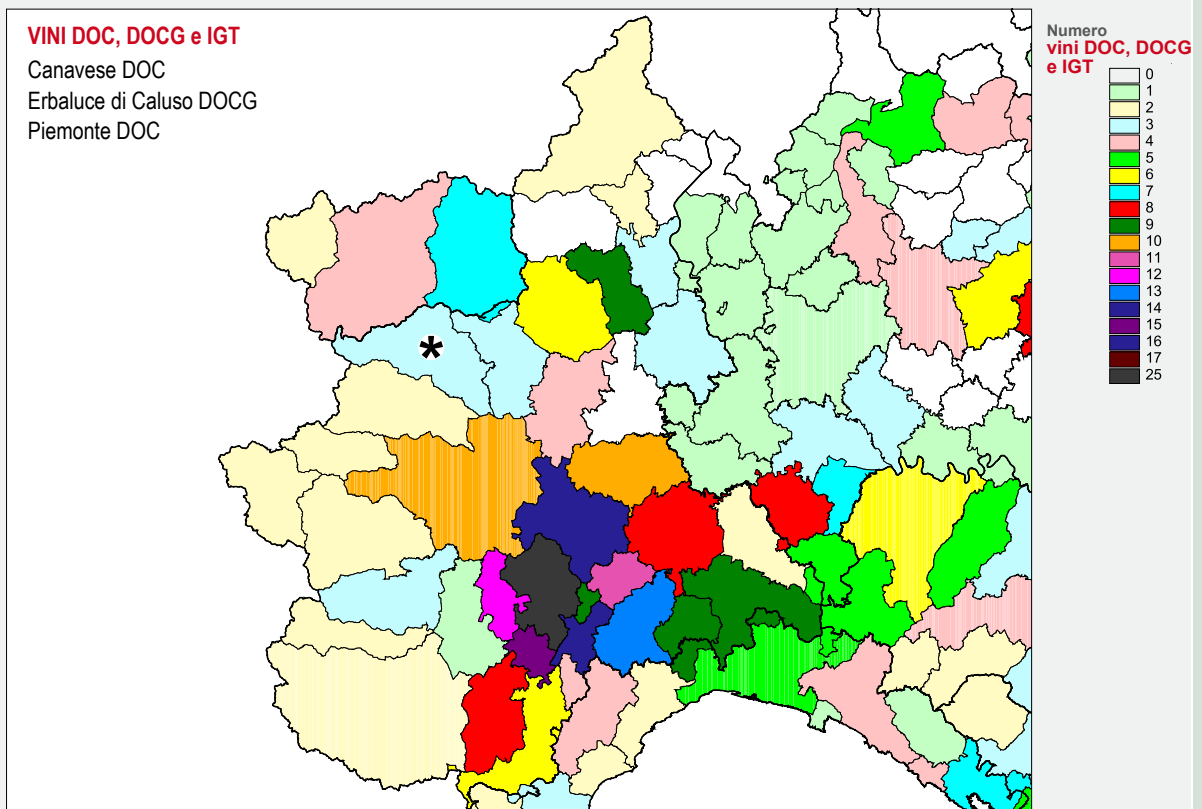 VINI DOC, DOCG e IGT
Canavese DOC
Erbaluce di Caluso DOCG
Piemonte DOC
*
Numero
vini DOC, DOCG
e IGT
0
1
2
3
4
5
6
7
8
9
10
11
12
13
14
15
16
17
25